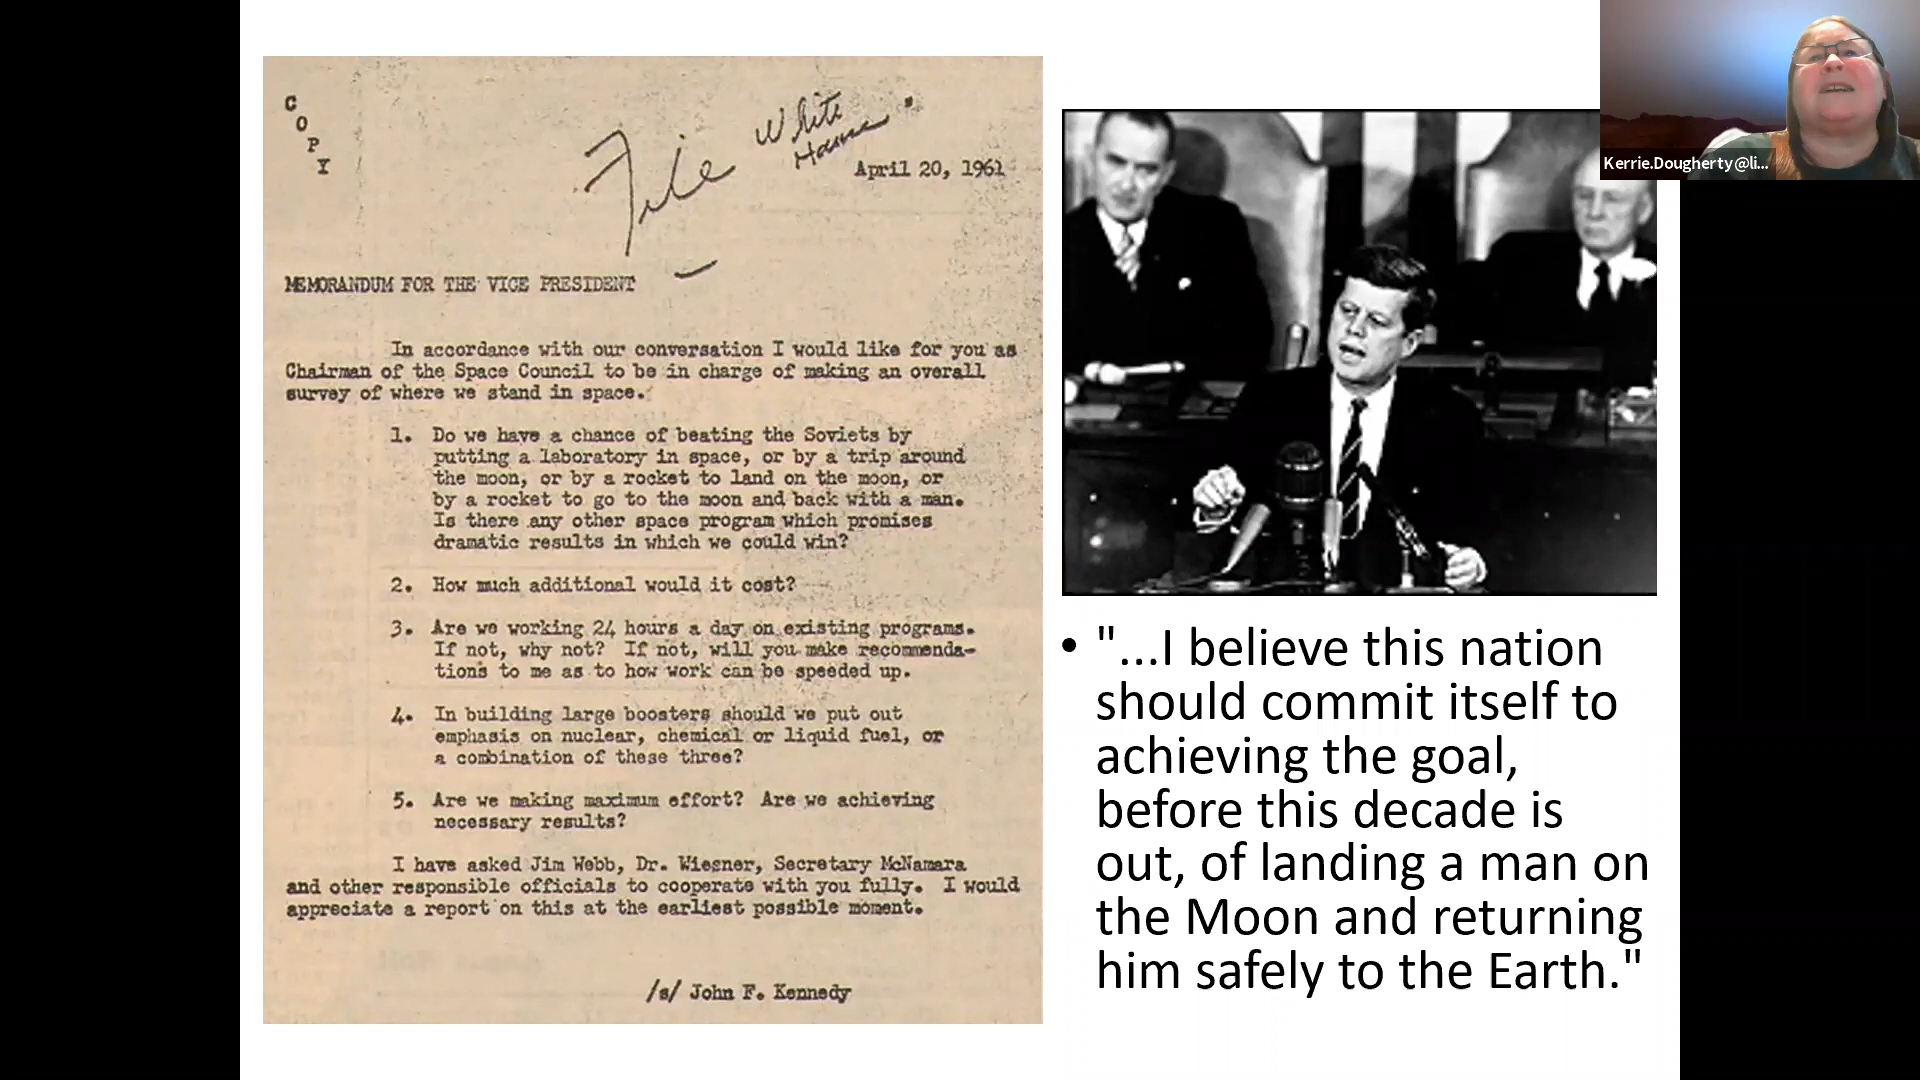 C
O
P
Y
File
White
House
April 20, 1961
MEMORANDUM FOR THE VICE PRESIDENT
In accordance with our conversation I would like for you as
Chairman of the Space Council to be in charge of making an overall
survey of where we stand in space.
1. Do we have a chance of beating the Soviets by
putting a laboratory in space, or by a trip around
the moon, or by a rocket to land on the moon, or
by a rocket to go to the moon and back with a man.
Is there any other space program which promises
dramatic results in which we could win?
2. How much additional would it cost?
3. Are we working 24 hours a day on existing programs.
If not, why not? If not, will you make recommenda-
tions to me as to how work can be speeded up.
4. In building large boosters should we put out
emphasis on nuclear, chemical or liquid fuel, or
a combination of these three?
5. Are we making maximum effort? Are we achieving
necessary results?
I have asked Jim Webb, Dr. Wiesner, Secretary McNamara
and other responsible officials to cooperate with you fully. I would
appreciate a report on this at the earliest possible moment.
/s/ John F. Kennedy
Kerrie.Dougherty@li...
• "...I believe this nation
should commit itself to
achieving the goal,
before this decade is
out, of landing a man on
the Moon and returning
him safely to the Earth."